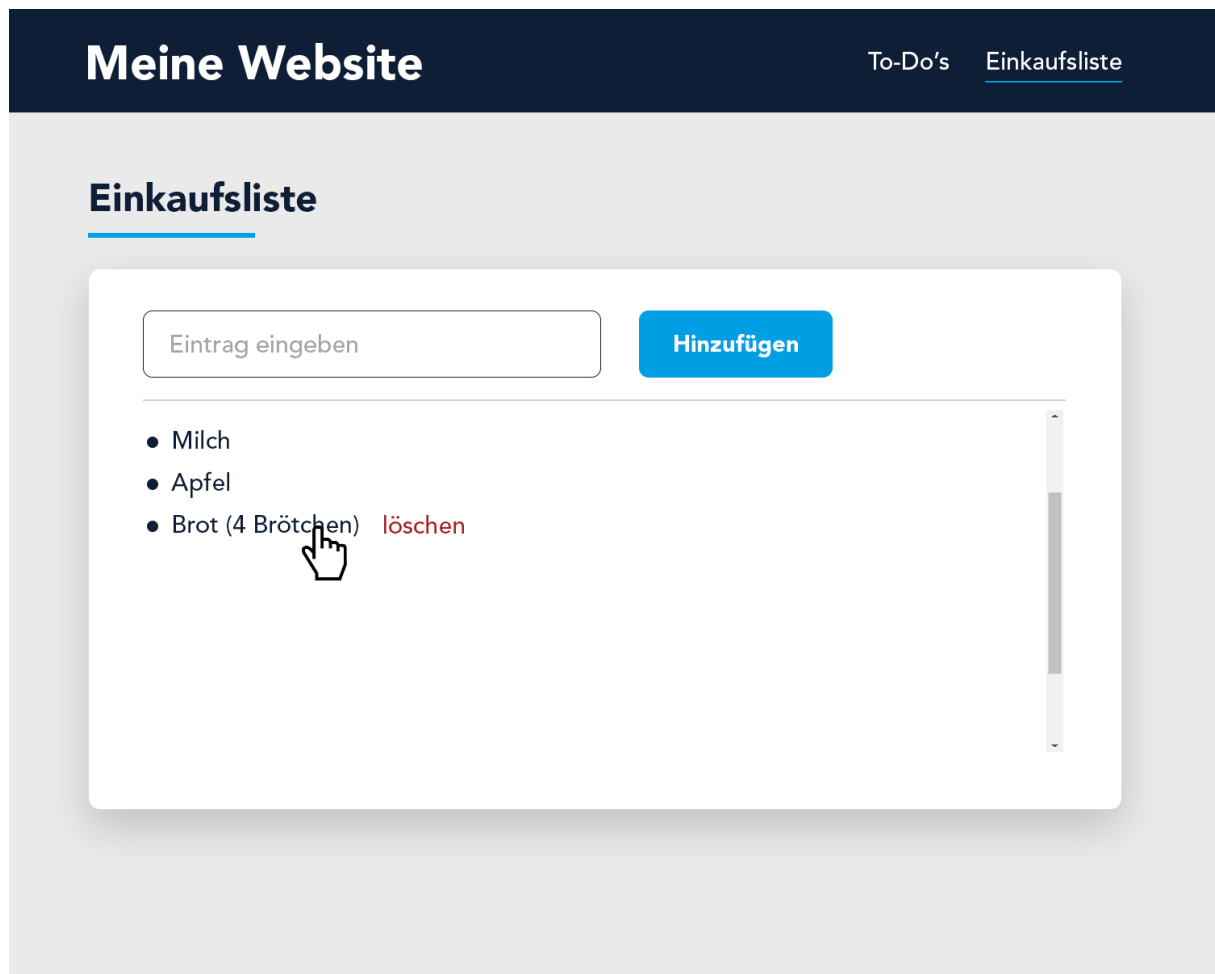 Meine Website
To-Do’s
Einkaufsliste
Einkaufsliste
Eintrag eingeben
Hinzufügen
Milch
Apfel
Brot (4 Brötchen) löschen